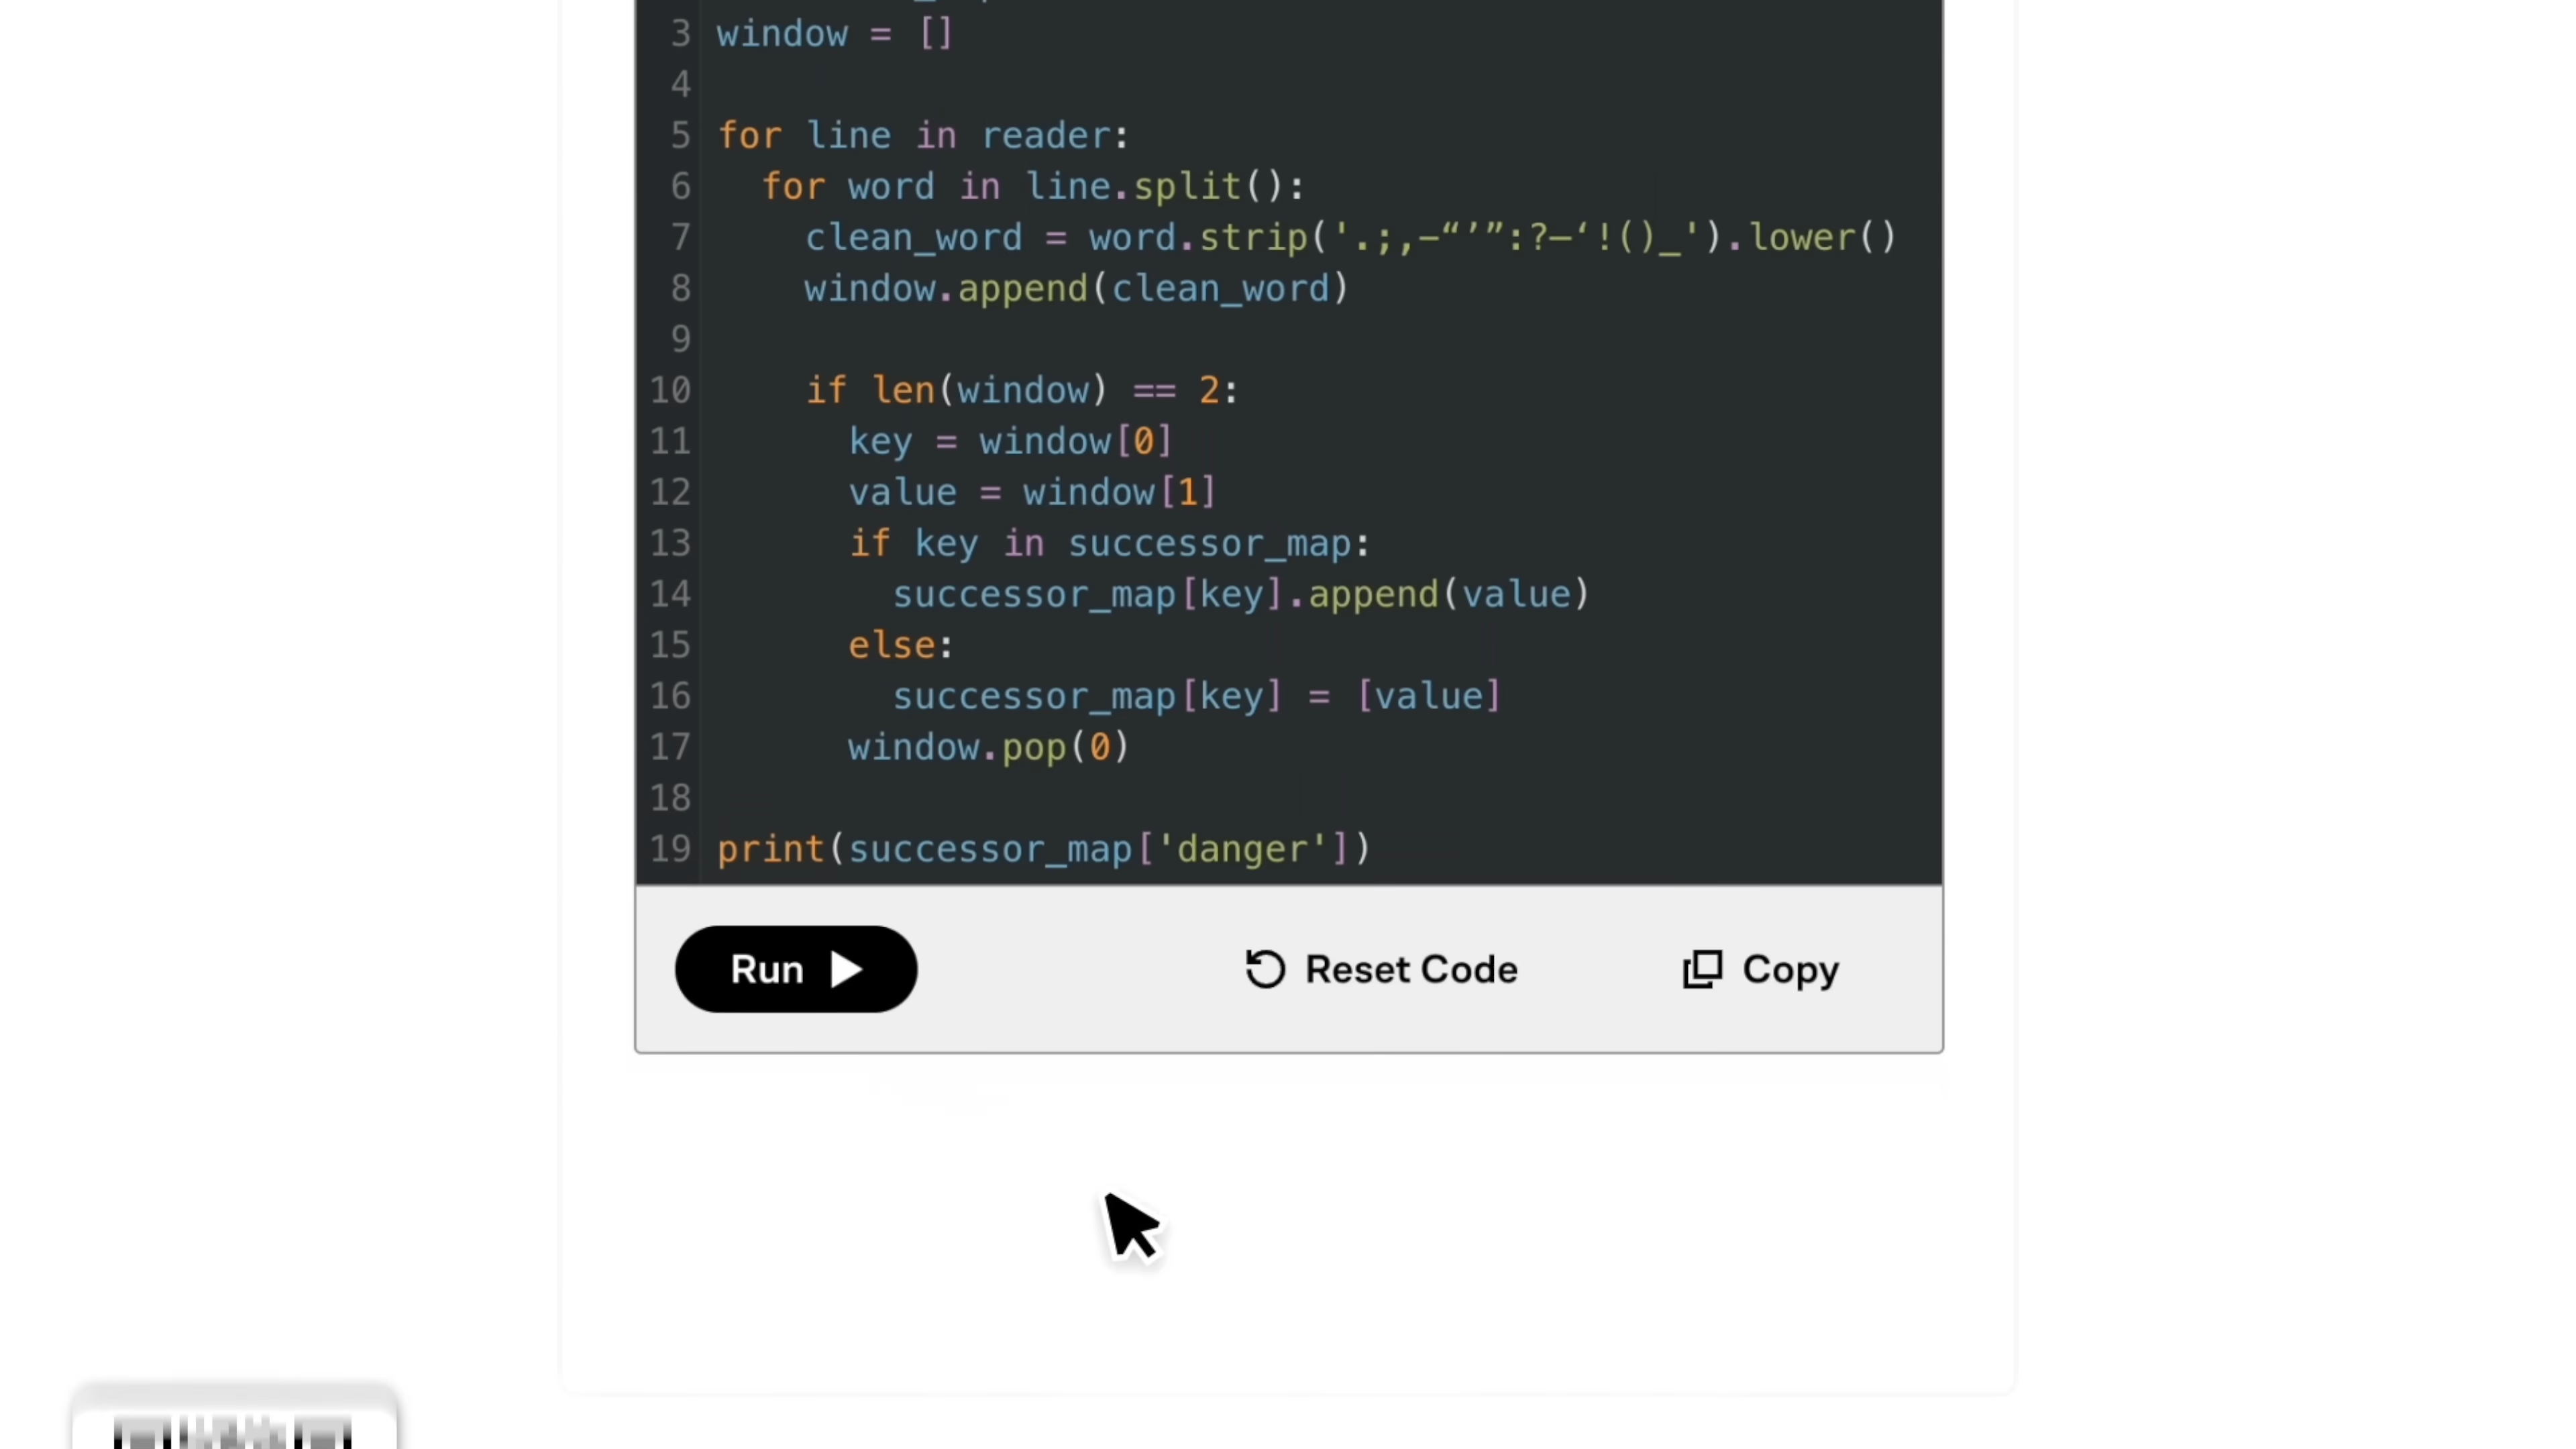 3 window = []
4
5 for line in reader:
6   for word in line.split():
7     clean_word = word.strip('.;,—“’”:?—‘!()_').lower()
8     window.append(clean_word)
9
10     if len(window) == 2:
11       key = window[0]
12       value = window[1]
13       if key in successor_map:
14         successor_map[key].append(value)
15       else:
16         successor_map[key] = [value]
17       window.pop(0)
18
19 print(successor_map['danger'])
Run
Reset Code
Copy